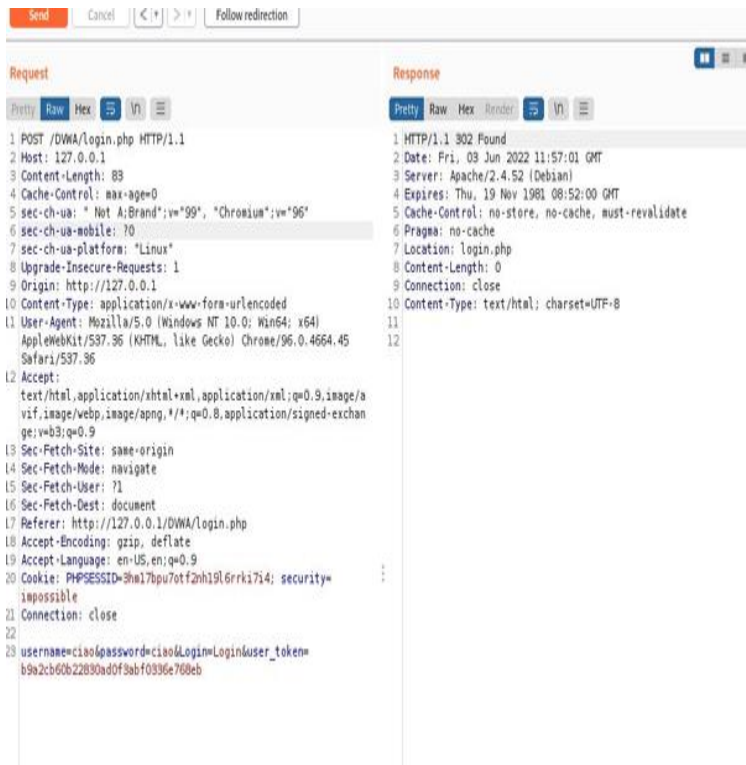 Send Cancel < > Follow redirection
Request
Pretty Raw Hex \n
1 POST /DVWA/login.php HTTP/1.1
2 Host: 127.0.0.1
3 Content-Length: 83
4 Cache-Control: max-age=0
5 sec-ch-ua: " Not A;Brand";v="99", "Chromium";v="96"
6 sec-ch-ua-mobile: ?0
7 sec-ch-ua-platform: "Linux"
8 Upgrade-Insecure-Requests: 1
9 Origin: http://127.0.0.1
10 Content-Type: application/x-www-form-urlencoded
11 User-Agent: Mozilla/5.0 (Windows NT 10.0; Win64; x64)
AppleWebKit/537.36 (KHTML, like Gecko) Chrome/96.0.4664.45
Safari/537.36
12 Accept:
text/html,application/xhtml+xml,application/xml;q=0.9,image/a
vif,image/webp,image/apng,*/*;q=0.8,application/signed-exchan
ge;v=b3;q=0.9
13 Sec-Fetch-Site: same-origin
14 Sec-Fetch-Mode: navigate
15 Sec-Fetch-User: ?1
16 Sec-Fetch-Dest: document
17 Referer: http://127.0.0.1/DVWA/login.php
18 Accept-Encoding: gzip, deflate
19 Accept-Language: en-US,en;q=0.9
20 Cookie: PHPSESSID=3hm17bpu7otf2nh19l6rrki7i4; security=
impossible
21 Connection: close
22
23 username=ciao&password=ciao&Login=Login&user_token=
b9a2cb60b22830ad0f3abf0336e768eb
Response
Pretty Raw Hex Render \n
1 HTTP/1.1 302 Found
2 Date: Fri, 03 Jun 2022 11:57:01 GMT
3 Server: Apache/2.4.52 (Debian)
4 Expires: Thu, 19 Nov 1981 08:52:00 GMT
5 Cache-Control: no-store, no-cache, must-revalidate
6 Pragma: no-cache
7 Location: login.php
8 Content-Length: 0
9 Connection: close
10 Content-Type: text/html; charset=UTF-8
11
12